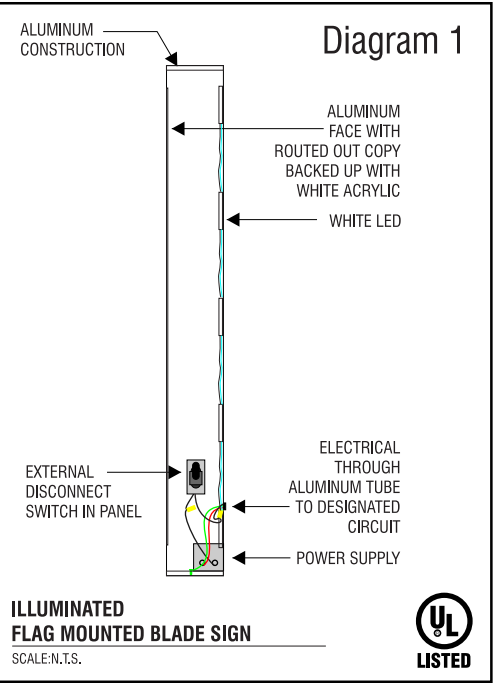 ALUMINUM
CONSTRUCTION
Diagram 1
ALUMINUM
FACE WITH
ROUTED OUT COPY
BACKED UP WITH
WHITE ACRYLIC
WHITE LED
EXTERNAL
DISCONNECT
SWITCH IN PANEL
ELECTRICAL
THROUGH
ALUMINUM TUBE
TO DESIGNATED
CIRCUIT
POWER SUPPLY
ILLUMINATED
FLAG MOUNTED BLADE SIGN
SCALE:N.T.S.
UL
LISTED